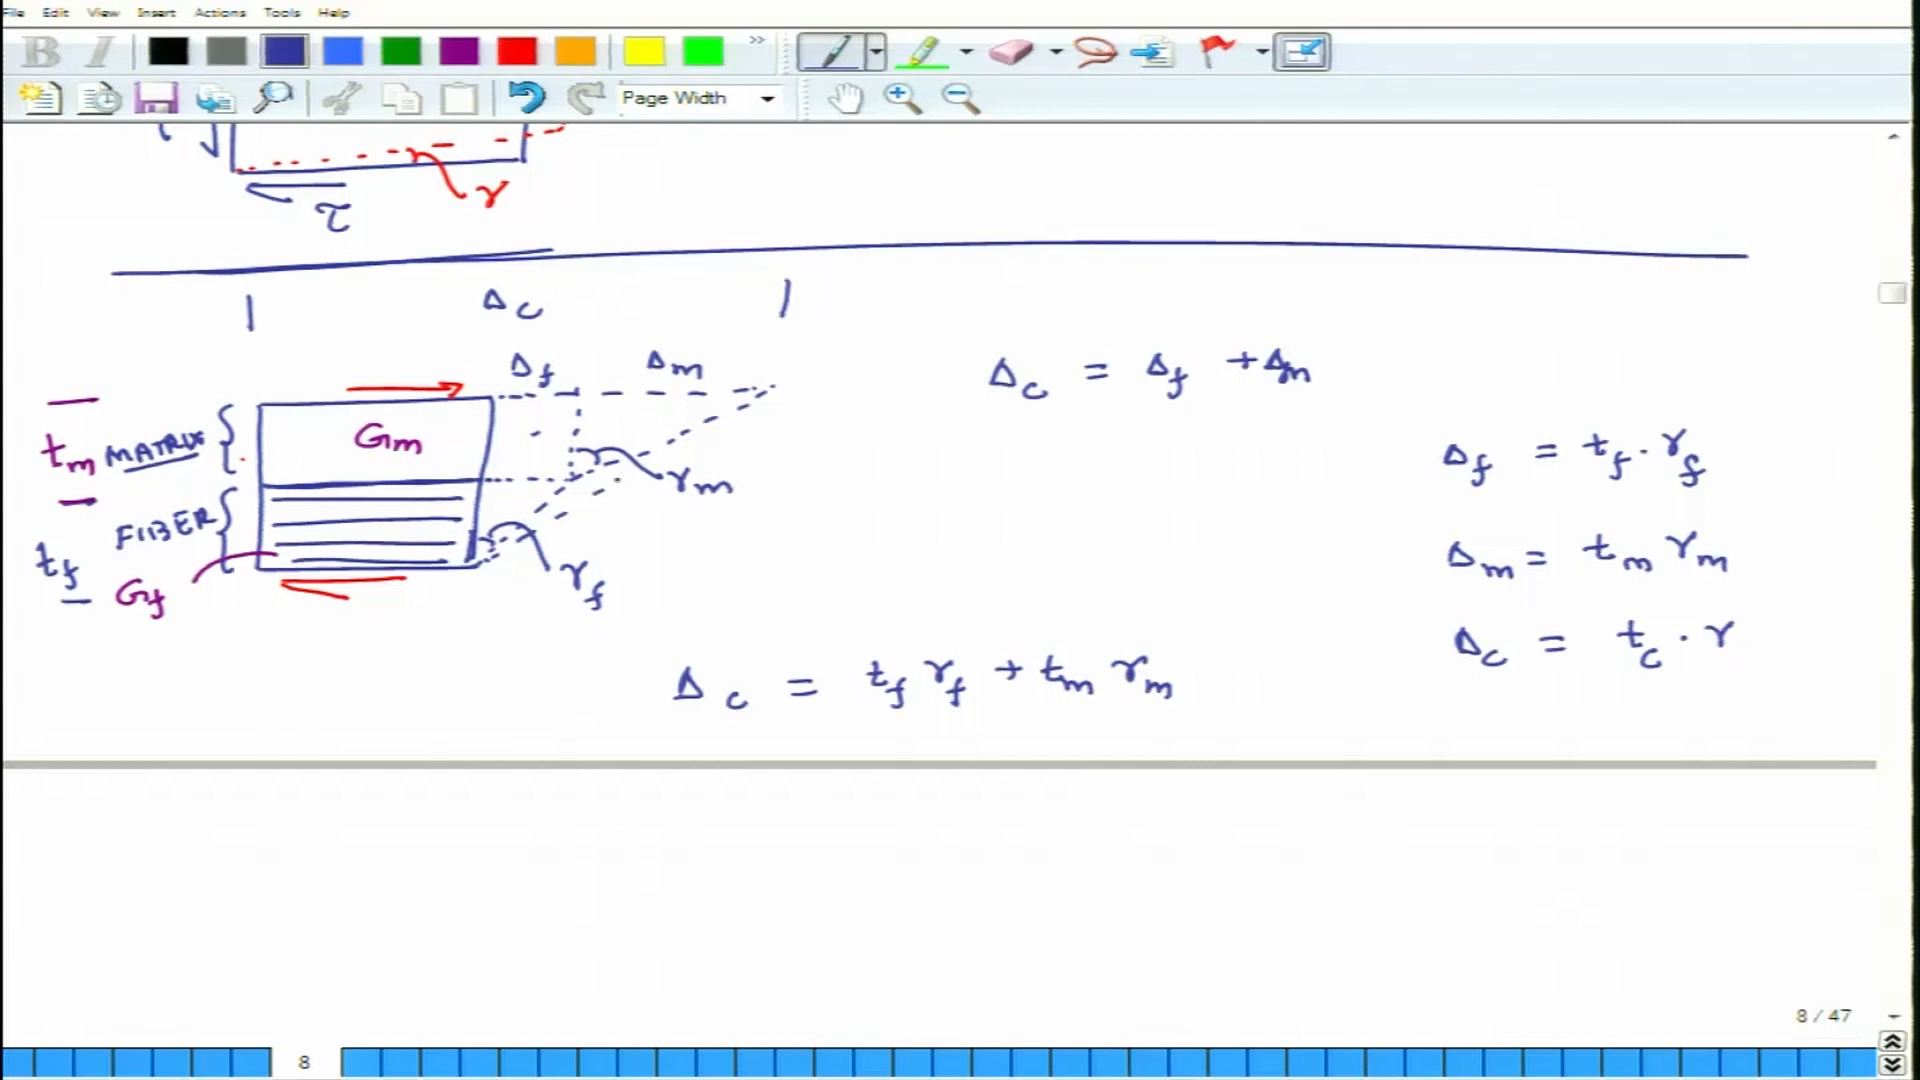 File Edit View Insert Actions Tools Help
B I
Page Width
τ
γ
Δc
Δf Δm
Δc = Δf + Δm
tm MATRIX
Gm
γm
Δf = tf · γf
FIBER
tf
Gf
γf
Δm = tm γm
Δc = tc · γ
Δc = tf γf + tm γm
8 / 47
8